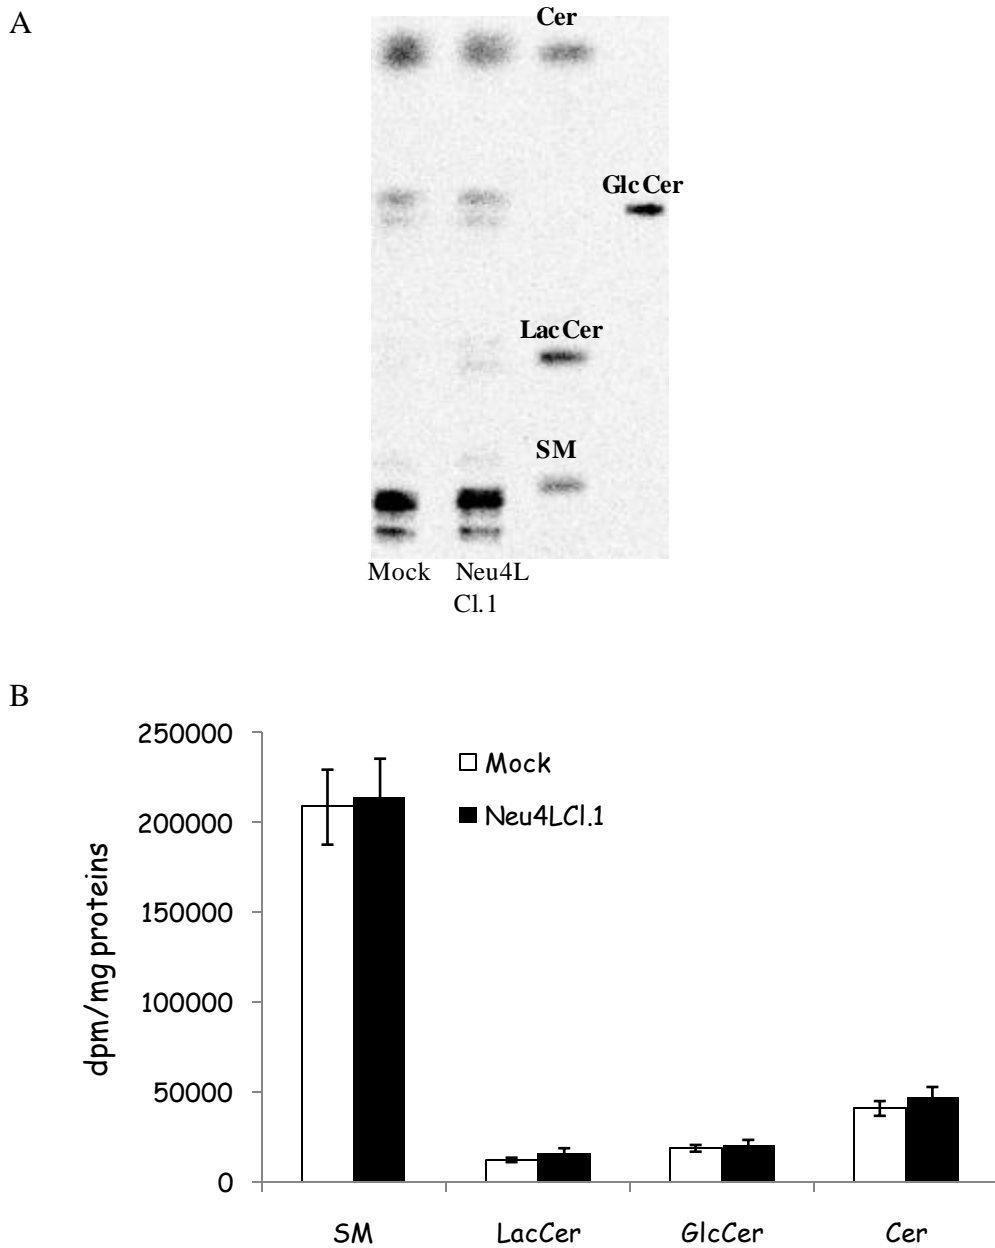 A
Cer
GlcCer
LacCer
SM
Mock Neu4L
Cl.1
B
250000
200000
150000
100000
50000
0
dpm/mg proteins
Mock
Neu4LCl.1
SM LacCer GlcCer Cer